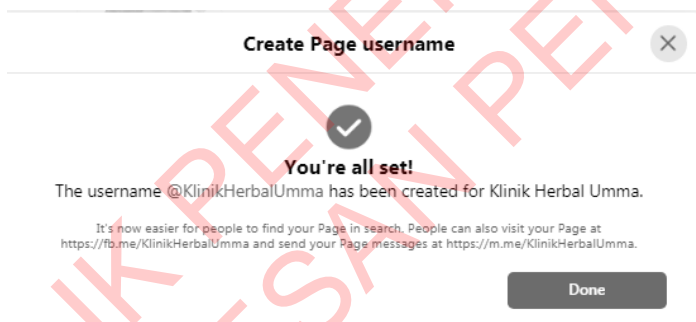 Create Page username
You're all set!
The username @KlinikHerbalUmma has been created for Klinik Herbal Umma.
It's now easier for people to find your Page in search. People can also visit your Page at
https://fb.me/KlinikHerbalUmma and send your Page messages at https://m.me/KlinikHerbalUmma.
Done